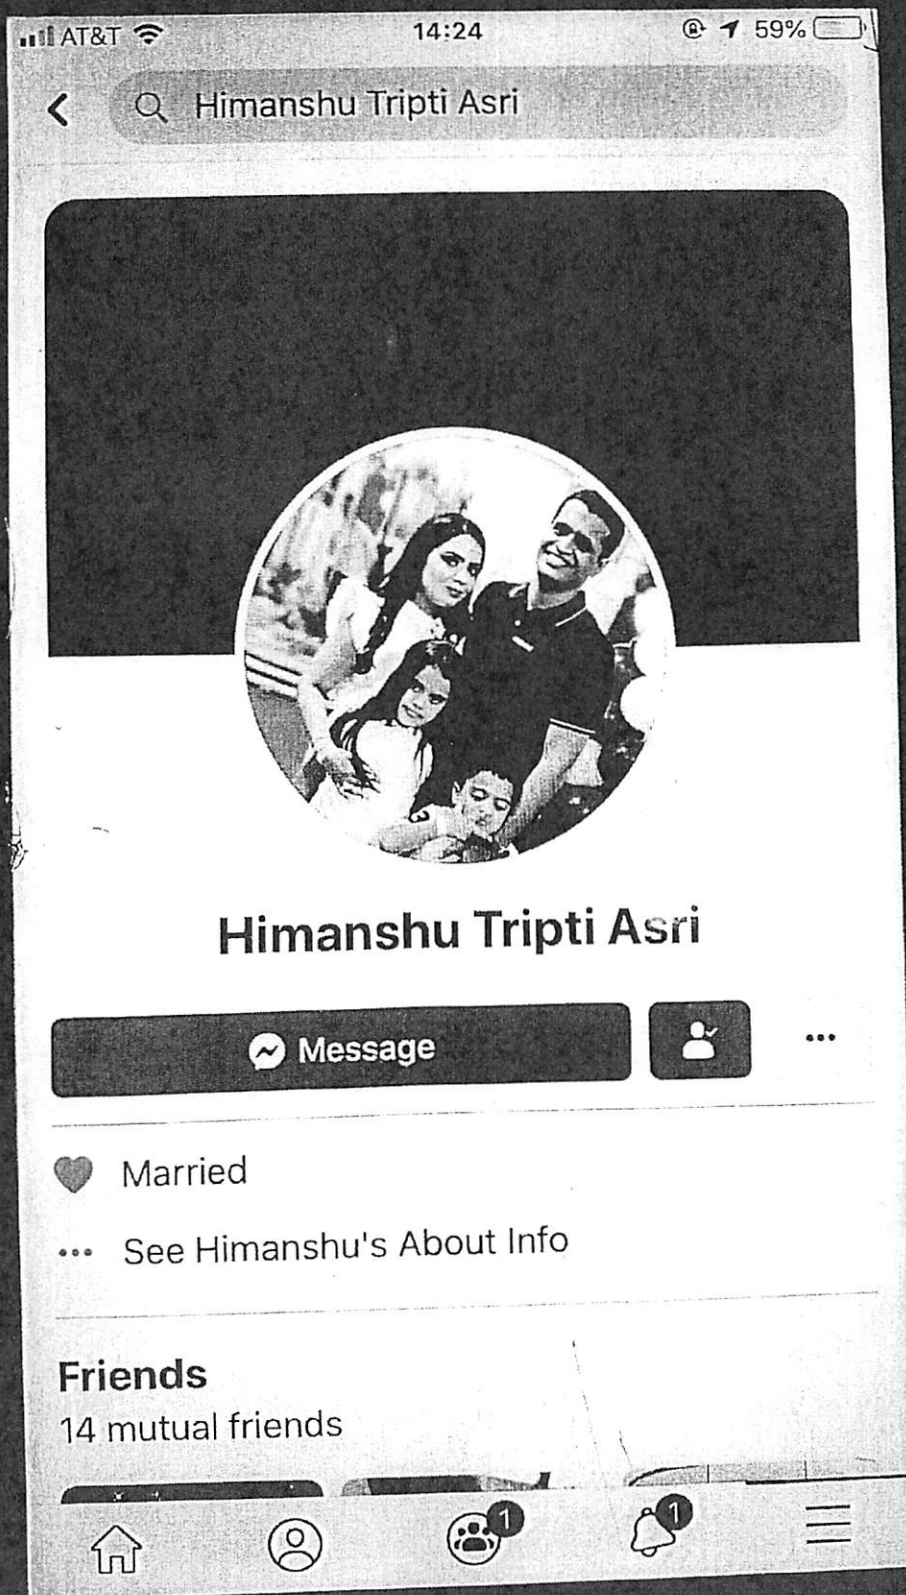 AT&T 14:24 59%
Himanshu Tripti Asri
Himanshu Tripti Asri
Message
Married
See Himanshu's About Info
Friends
14 mutual friends
1 1